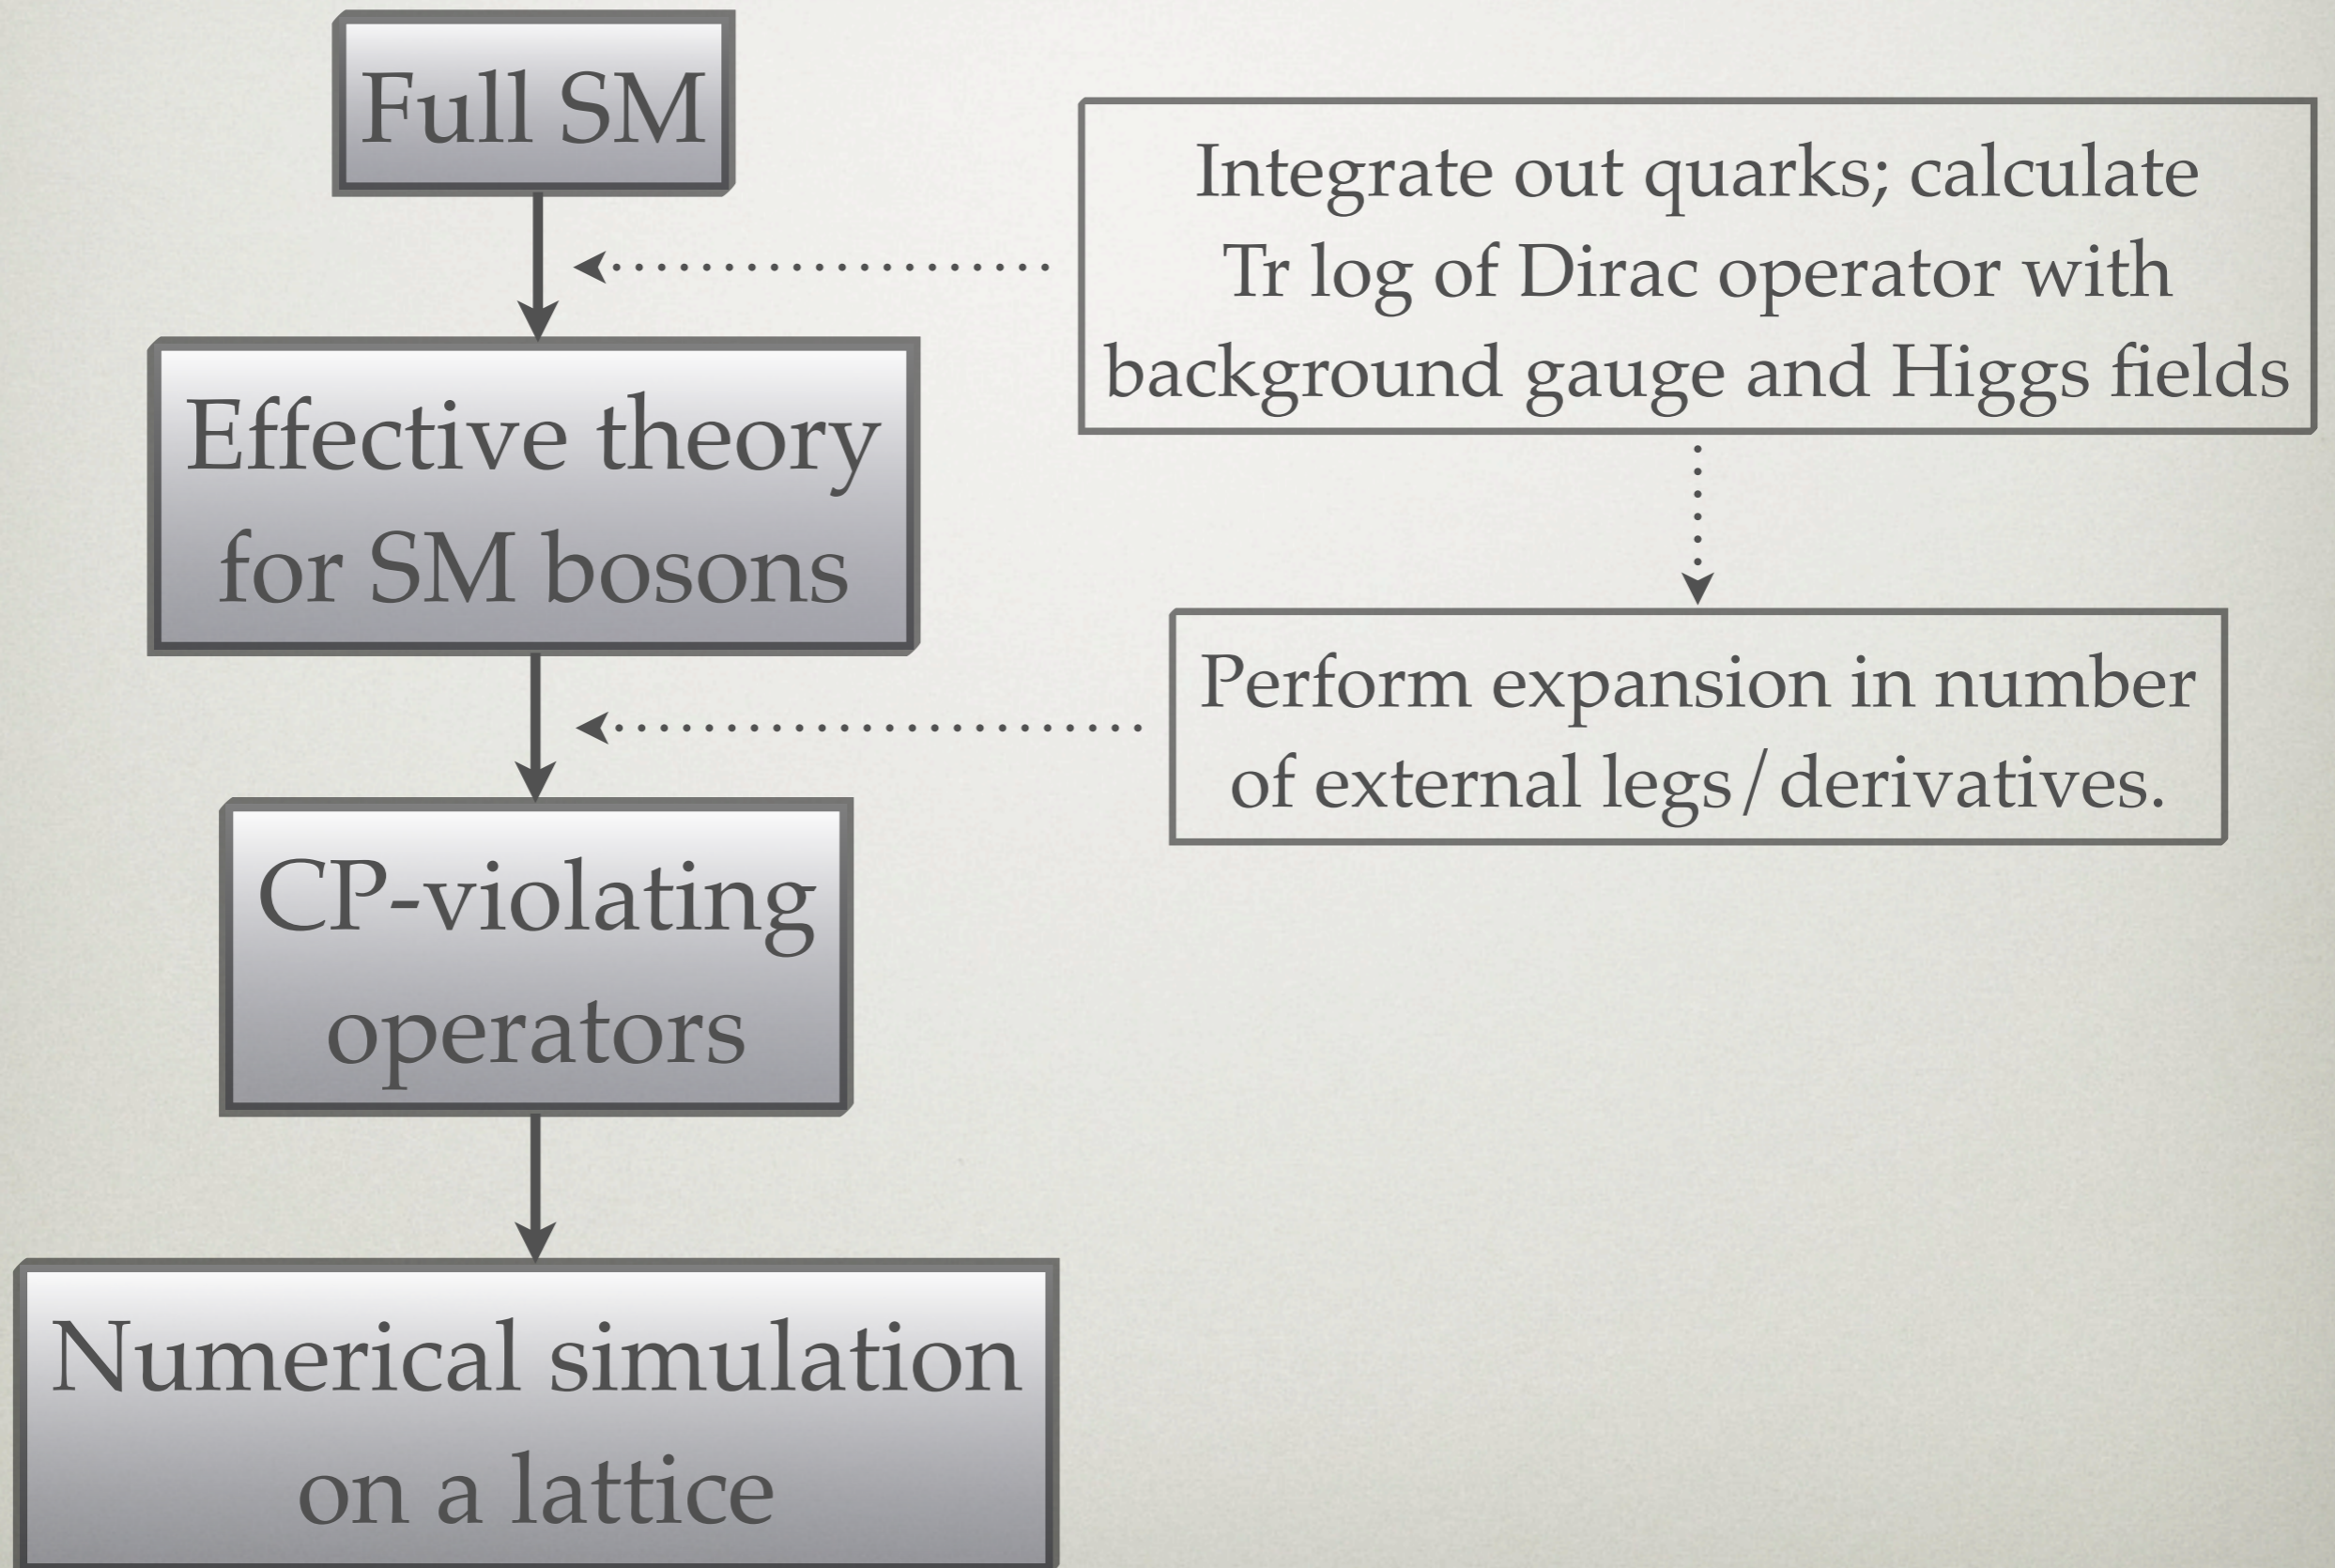 Full SM
Integrate out quarks; calculate
Tr log of Dirac operator with
background gauge and Higgs fields
Effective theory
for SM bosons
Perform expansion in number
of external legs/derivatives.
CP-violating
operators
Numerical simulation
on a lattice